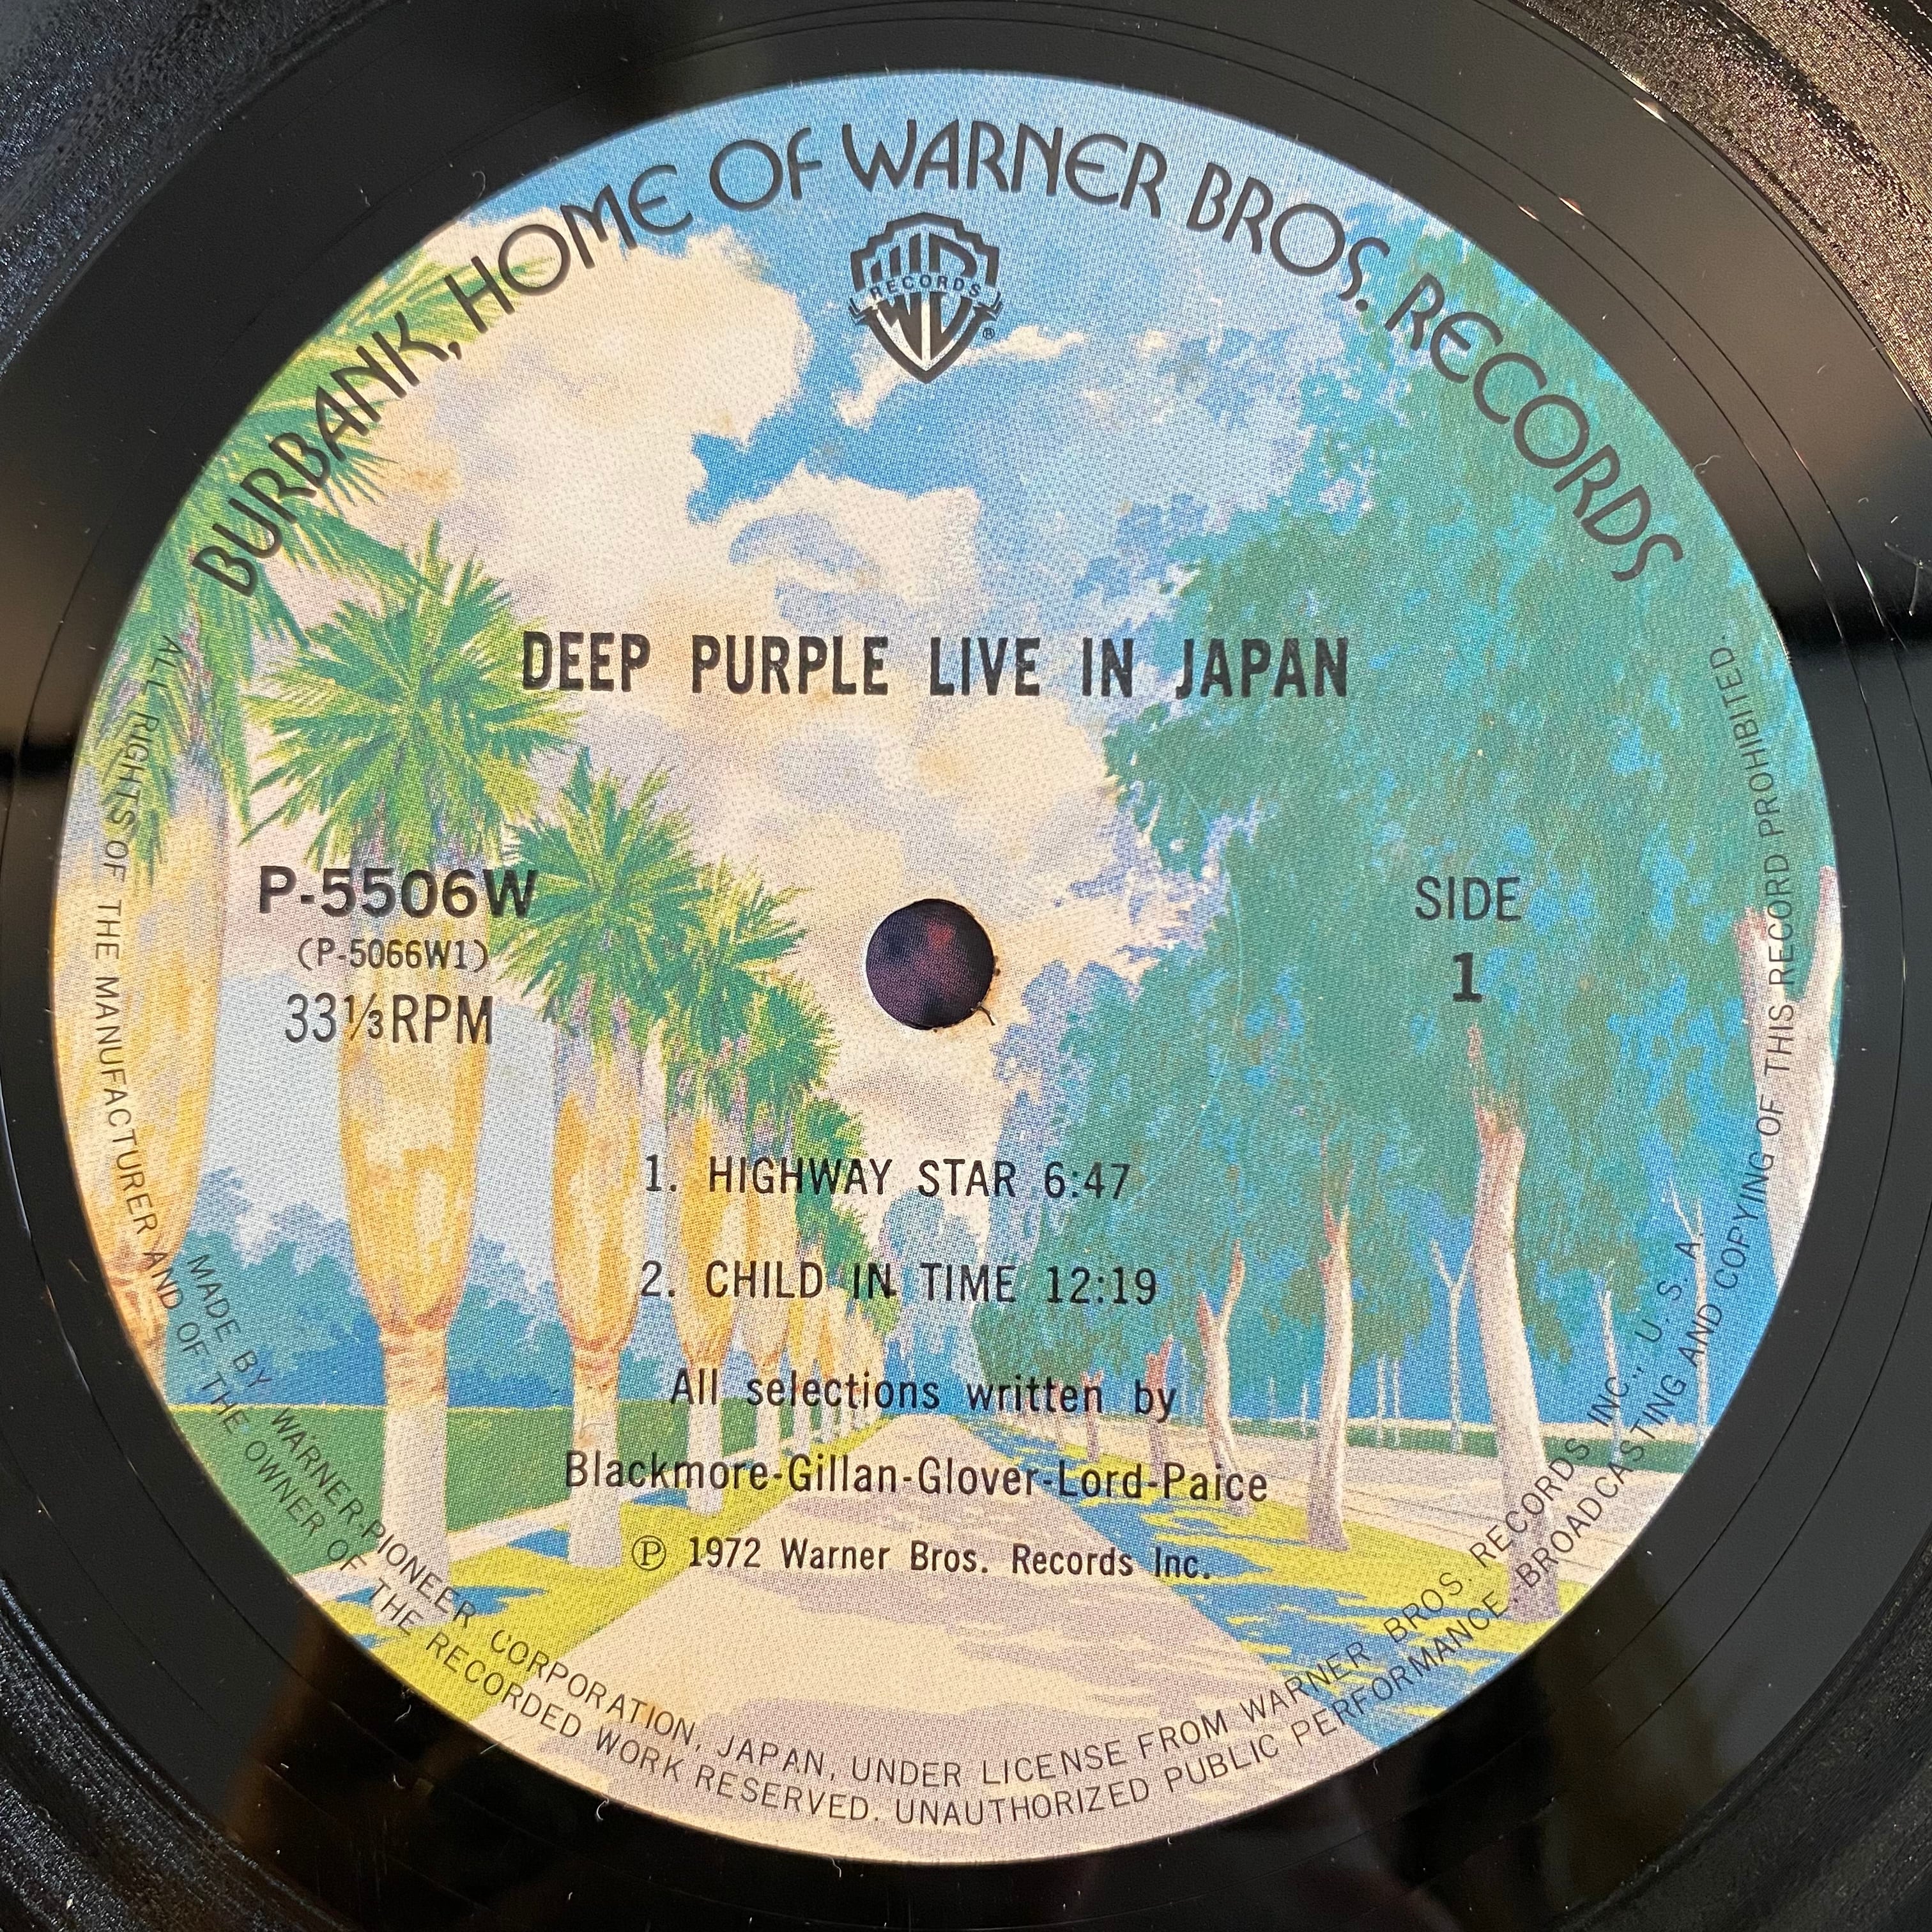 BURBANK, HOME OF WARNER BROS. RECORDS
WB
RECORDS
®
DEEP PURPLE LIVE IN JAPAN
P-5506W
(P-5066W1)
33⅓RPM
SIDE
1
1. HIGHWAY STAR 6:47
2. CHILD IN TIME 12:19
All selections written by
Blackmore-Gillan-Glover-Lord-Paice
℗ 1972 Warner Bros. Records Inc.
MADE BY WARNER-PIONEER CORPORATION, JAPAN, UNDER LICENSE FROM WARNER BROS. RECORDS INC., U.S.A.
ALL RIGHTS OF THE MANUFACTURER AND OF THE OWNER OF THE RECORDED WORK RESERVED. UNAUTHORIZED PUBLIC PERFORMANCE. BROADCASTING AND COPYING OF THIS RECORD PROHIBITED.